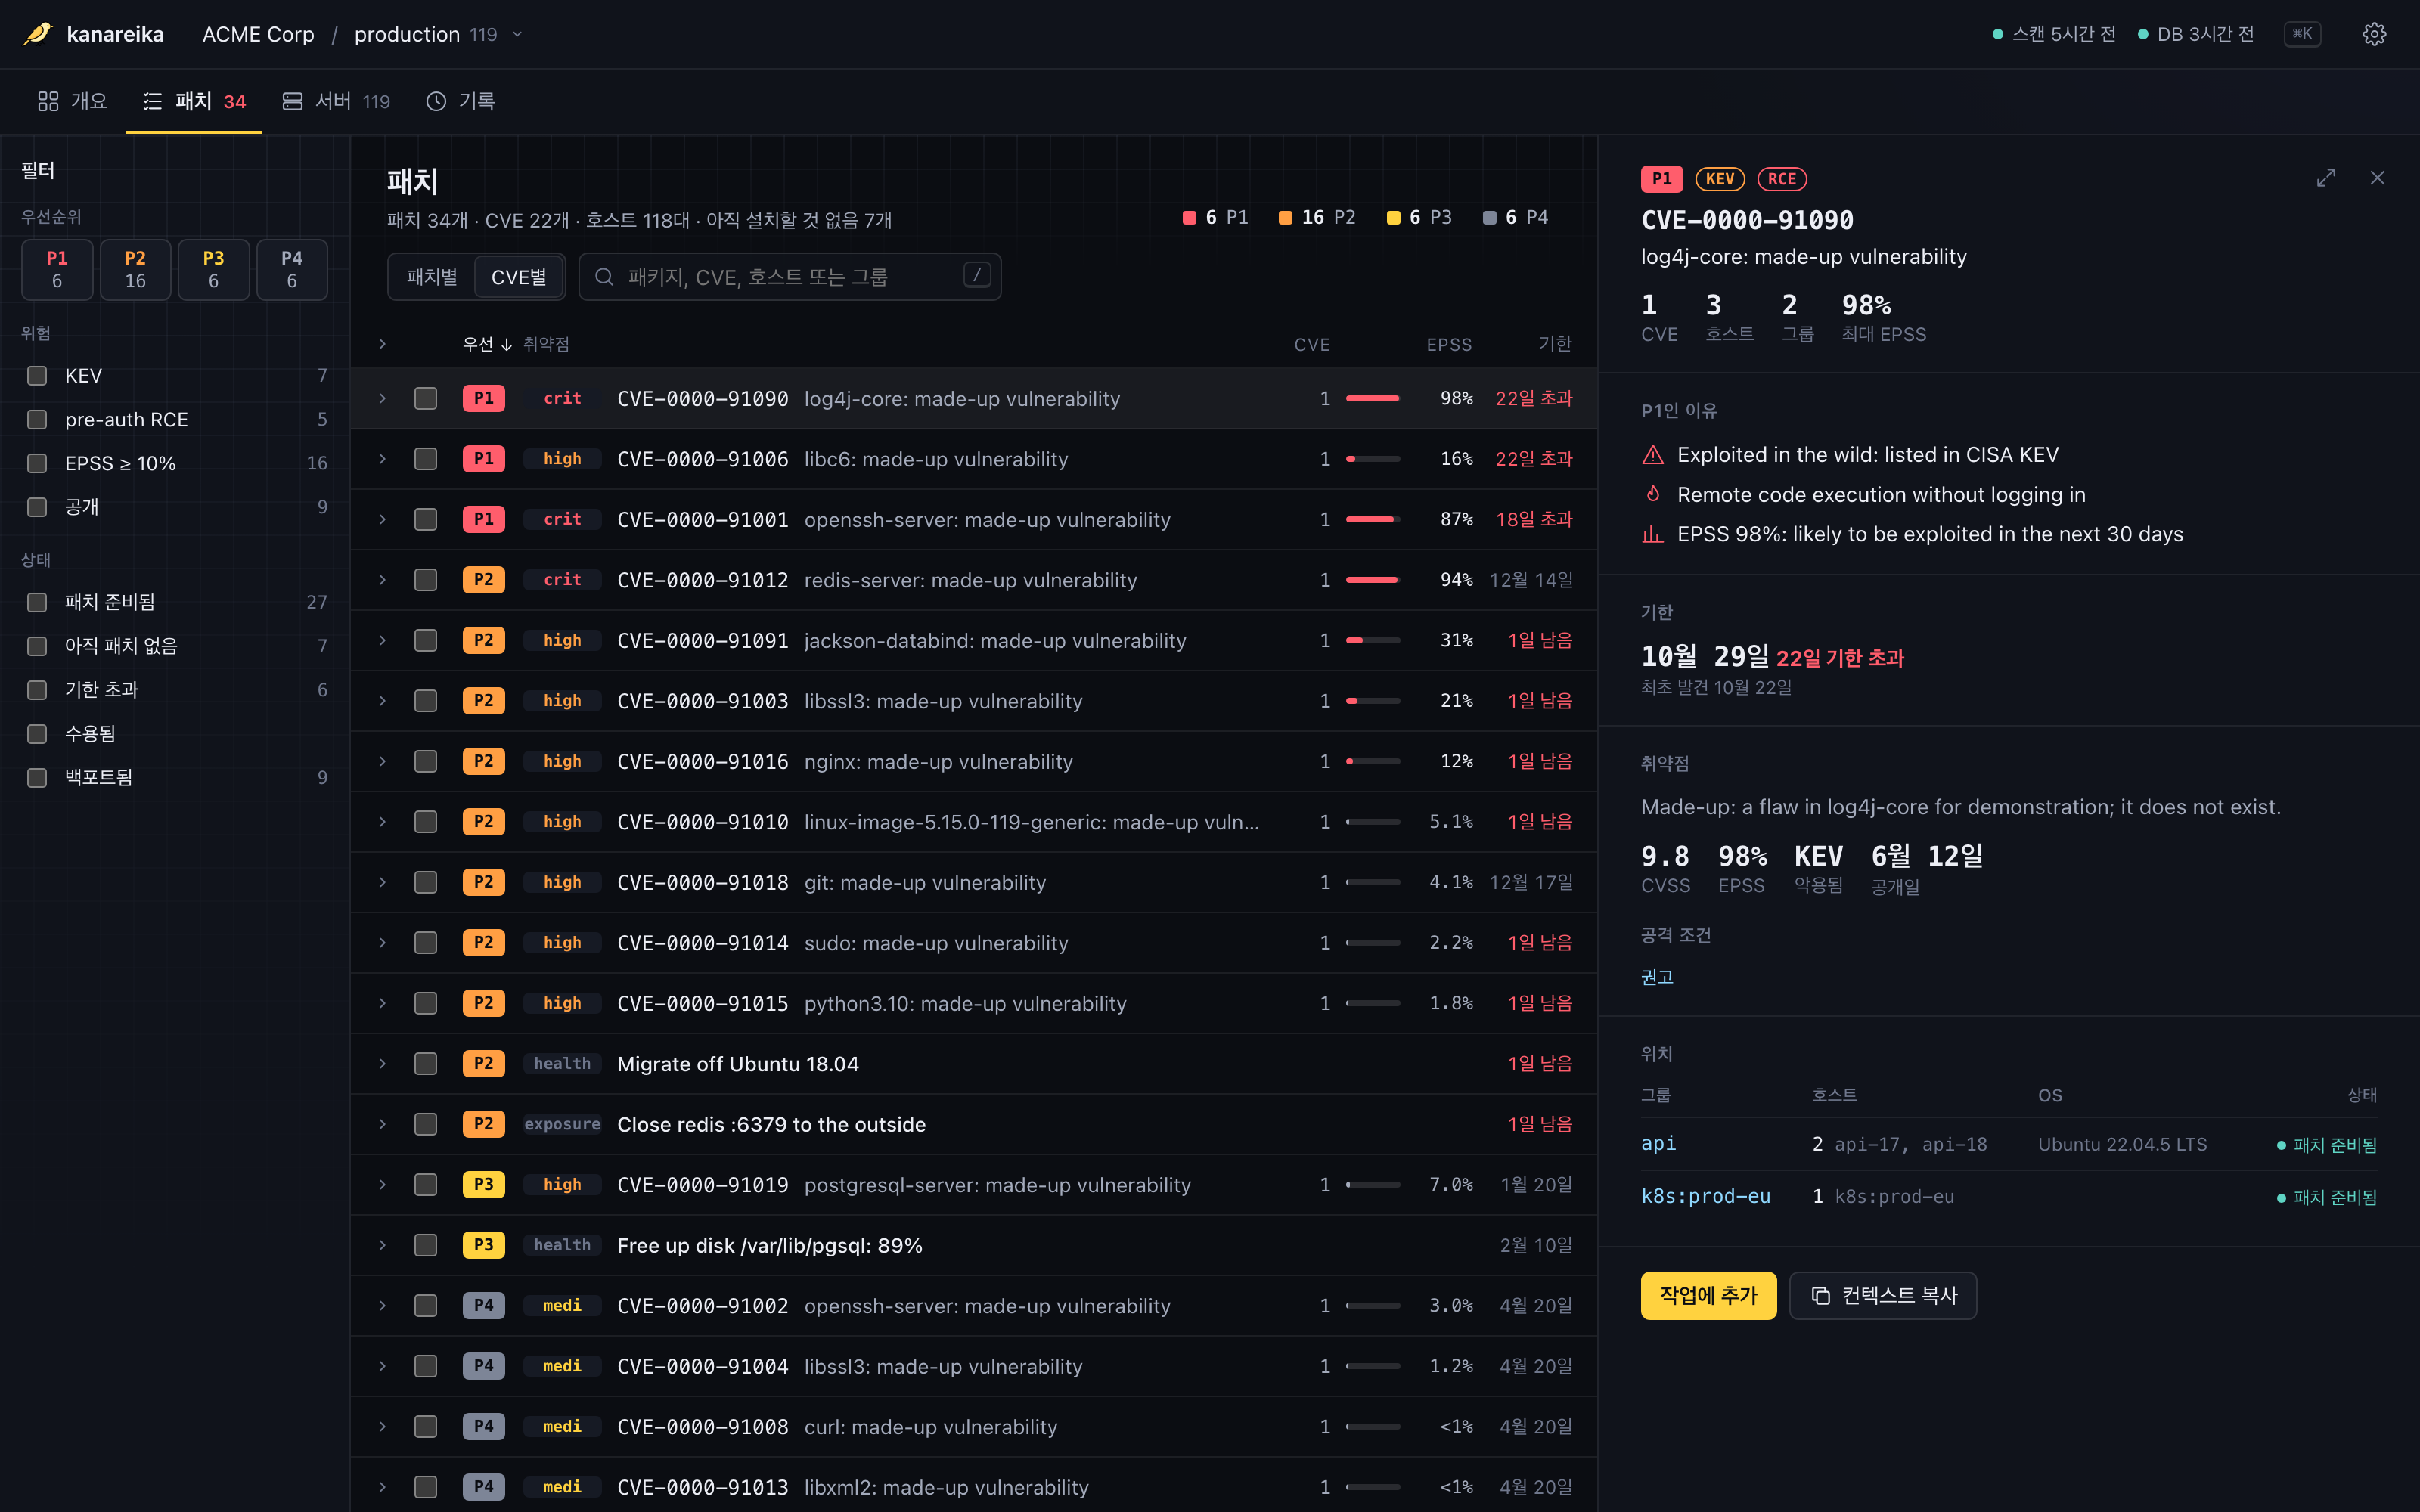 kanareika
ACME Corp / production 119
스캔 5시간 전
DB 3시간 전
⌘K
개요
패치 34
서버 119
기록
필터
우선순위
P1 6
P2 16
P3 6
P4 6
위험
KEV 7
pre-auth RCE 5
EPSS ≥ 10% 16
공개 9
상태
패치 준비됨 27
아직 패치 없음 7
기한 초과 6
수용됨
백포트됨 9
패치
패치 34개 · CVE 22개 · 호스트 118대 · 아직 설치할 것 없음 7개
6 P1 16 P2 6 P3 6 P4
패치별 CVE별
패키지, CVE, 호스트 또는 그룹 /
우선 ↓ 취약점 CVE EPSS 기한
P1 crit CVE-0000-91090 log4j-core: made-up vulnerability 1 98% 22일 초과
P1 high CVE-0000-91006 libc6: made-up vulnerability 1 16% 22일 초과
P1 crit CVE-0000-91001 openssh-server: made-up vulnerability 1 87% 18일 초과
P2 crit CVE-0000-91012 redis-server: made-up vulnerability 1 94% 12월 14일
P2 high CVE-0000-91091 jackson-databind: made-up vulnerability 1 31% 1일 남음
P2 high CVE-0000-91003 libssl3: made-up vulnerability 1 21% 1일 남음
P2 high CVE-0000-91016 nginx: made-up vulnerability 1 12% 1일 남음
P2 high CVE-0000-91010 linux-image-5.15.0-119-generic: made-up vuln... 1 5.1% 1일 남음
P2 high CVE-0000-91018 git: made-up vulnerability 1 4.1% 12월 17일
P2 high CVE-0000-91014 sudo: made-up vulnerability 1 2.2% 1일 남음
P2 high CVE-0000-91015 python3.10: made-up vulnerability 1 1.8% 1일 남음
P2 health Migrate off Ubuntu 18.04 1일 남음
P2 exposure Close redis :6379 to the outside 1일 남음
P3 high CVE-0000-91019 postgresql-server: made-up vulnerability 1 7.0% 1월 20일
P3 health Free up disk /var/lib/pgsql: 89% 2월 10일
P4 medi CVE-0000-91002 openssh-server: made-up vulnerability 1 3.0% 4월 20일
P4 medi CVE-0000-91004 libssl3: made-up vulnerability 1 1.2% 4월 20일
P4 medi CVE-0000-91008 curl: made-up vulnerability 1 <1% 4월 20일
P4 medi CVE-0000-91013 libxml2: made-up vulnerability 1 <1% 4월 20일
P1 KEV RCE
CVE-0000-91090
log4j-core: made-up vulnerability
1 3 2 98%
CVE 호스트 그룹 최대 EPSS
P1인 이유
Exploited in the wild: listed in CISA KEV
Remote code execution without logging in
EPSS 98%: likely to be exploited in the next 30 days
기한
10월 29일 22일 기한 초과
최초 발견 10월 22일
취약점
Made-up: a flaw in log4j-core for demonstration; it does not exist.
9.8 98% KEV 6월 12일
CVSS EPSS 악용됨 공개일
공격 조건
권고
위치
그룹 호스트 OS 상태
api 2 api-17, api-18 Ubuntu 22.04.5 LTS 패치 준비됨
k8s:prod-eu 1 k8s:prod-eu 패치 준비됨
작업에 추가
컨텍스트 복사